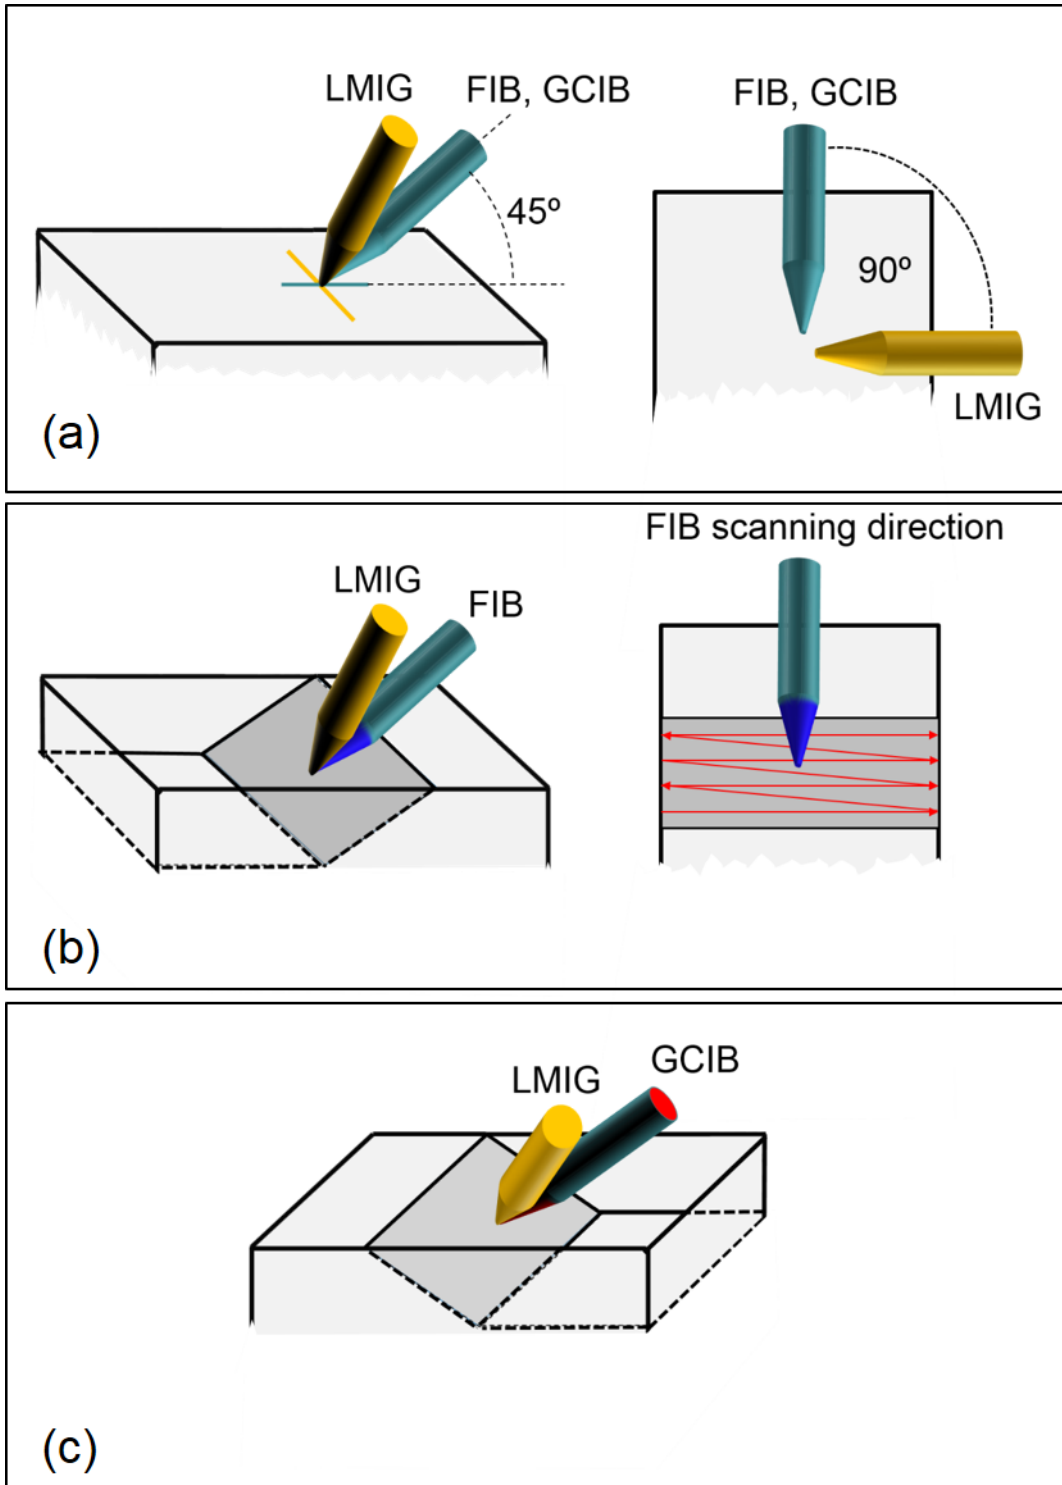 LMIG
FIB, GCIB
45º
FIB, GCIB
90º
LMIG
(a)
FIB scanning direction
LMIG
FIB
(b)
GCIB
LMIG
(c)